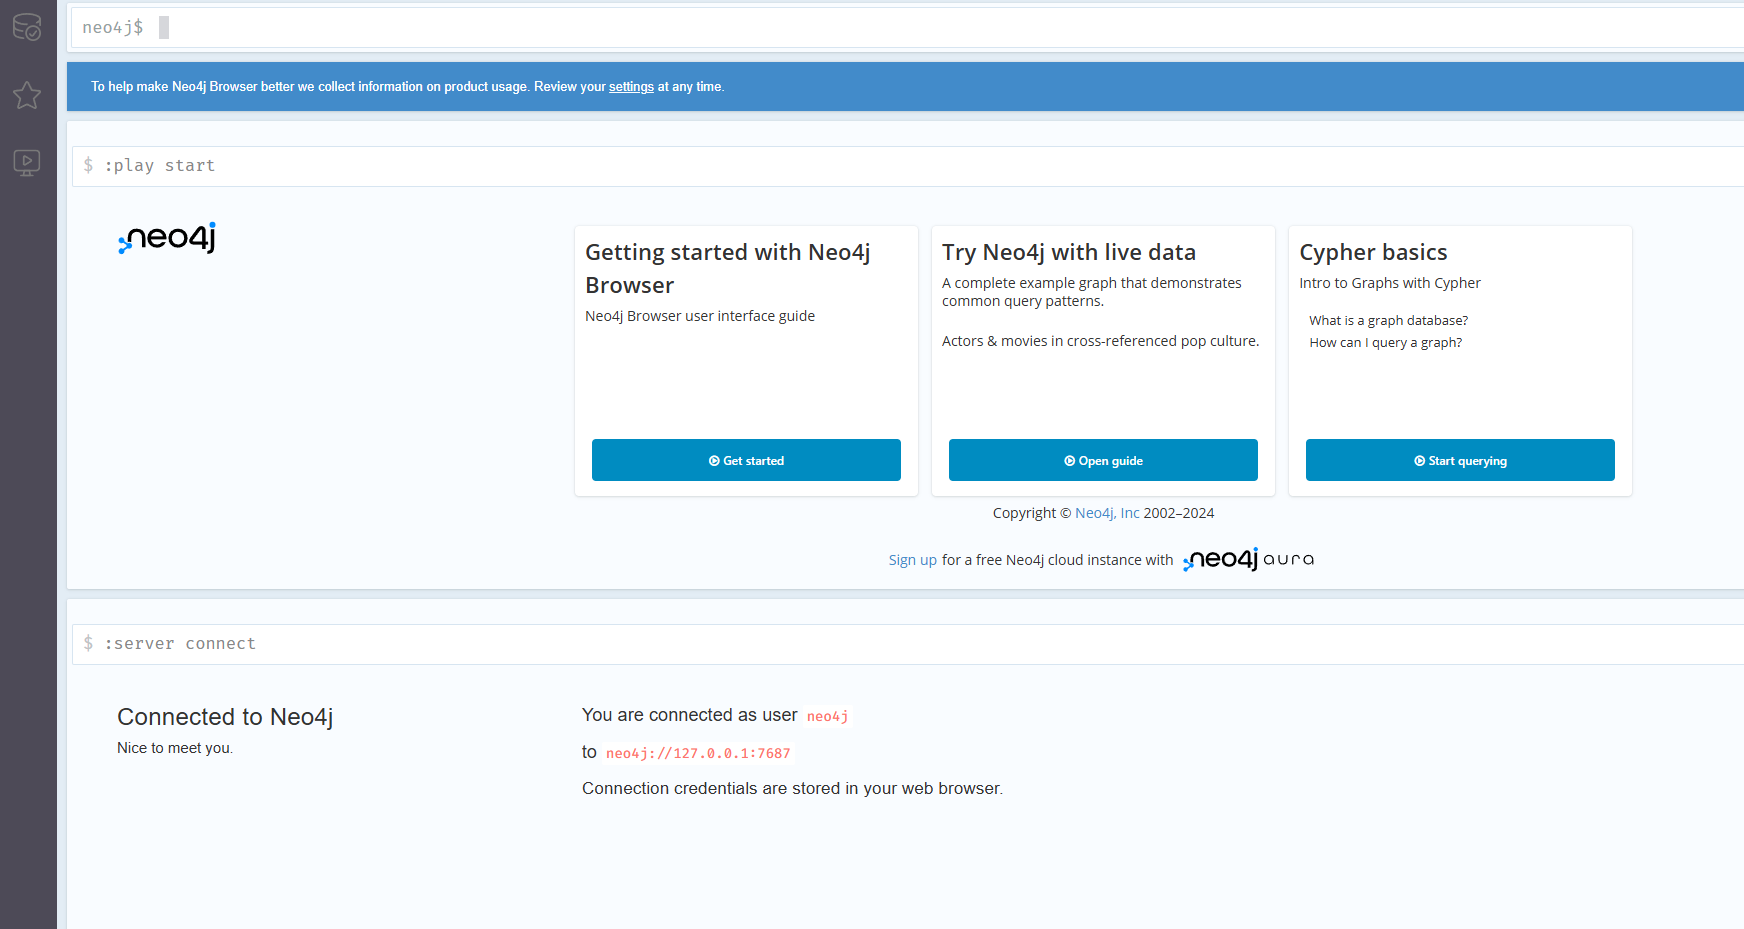 neo4j$
To help make Neo4j Browser better we collect information on product usage. Review your settings at any time.
$ :play start
neo4j
Getting started with Neo4j
Browser
Neo4j Browser user interface guide
Get started
Try Neo4j with live data
A complete example graph that demonstrates
common query patterns.
Actors & movies in cross-referenced pop culture.
Open guide
Cypher basics
Intro to Graphs with Cypher
What is a graph database?
How can I query a graph?
Start querying
Copyright © Neo4j, Inc 2002–2024
Sign up for a free Neo4j cloud instance with neo4j aura
$ :server connect
Connected to Neo4j
Nice to meet you.
You are connected as user neo4j
to neo4j://127.0.0.1:7687
Connection credentials are stored in your web browser.